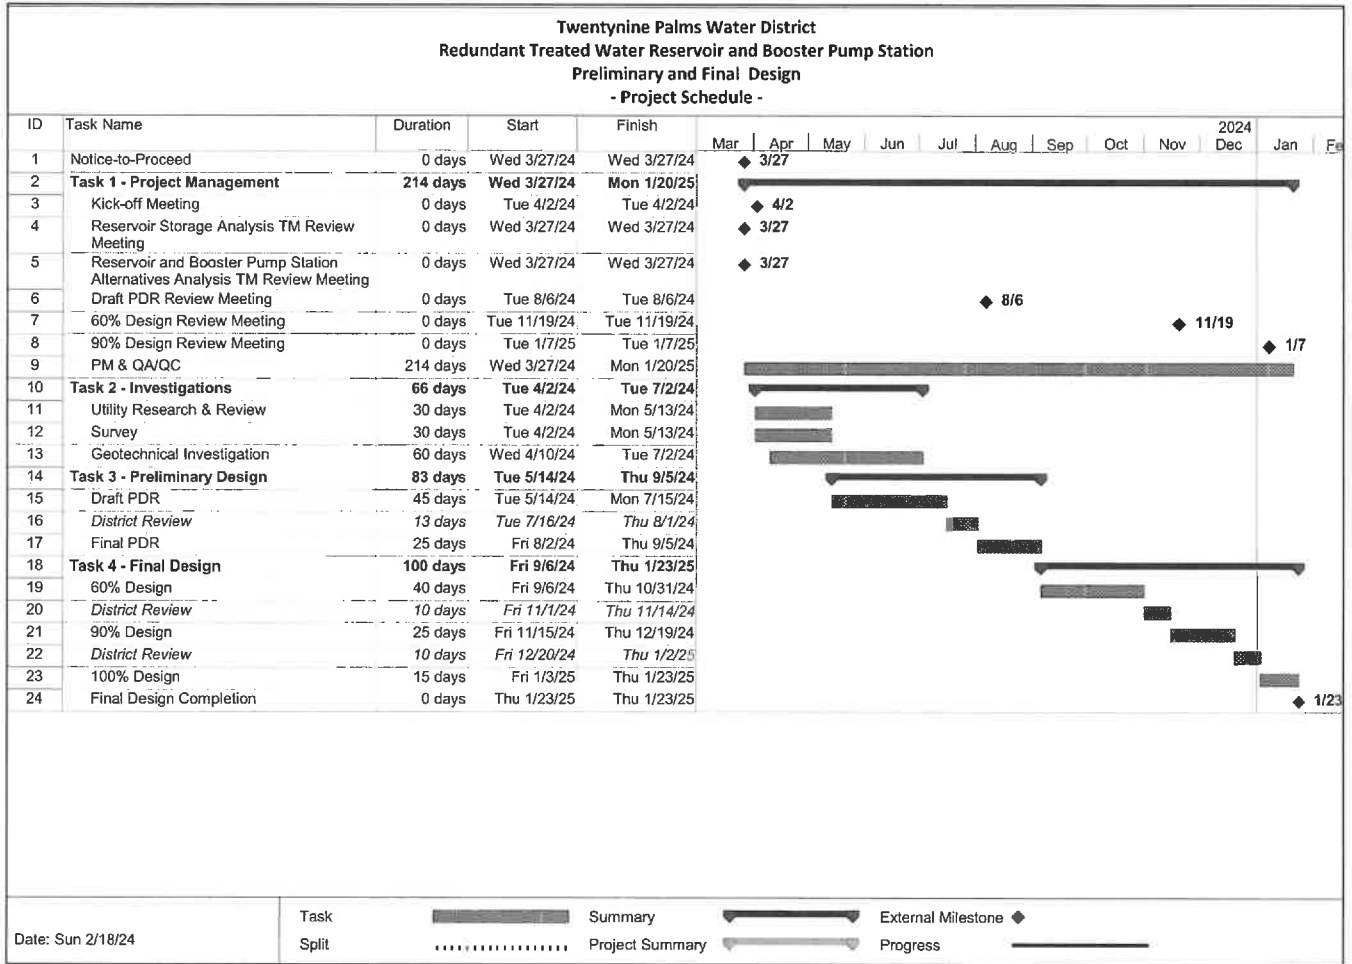 Twentynine Palms Water District
Redundant Treated Water Reservoir and Booster Pump Station
Preliminary and Final Design
- Project Schedule -
ID Task Name Duration Start Finish
2024
Mar Apr May Jun Jul Aug Sep Oct Nov Dec Jan Fe
1 Notice-to-Proceed 0 days Wed 3/27/24 Wed 3/27/24 3/27
2 Task 1 - Project Management 214 days Wed 3/27/24 Mon 1/20/25
3 Kick-off Meeting 0 days Tue 4/2/24 Tue 4/2/24 4/2
4 Reservoir Storage Analysis TM Review 0 days Wed 3/27/24 Wed 3/27/24 3/27
Meeting
5 Reservoir and Booster Pump Station 0 days Wed 3/27/24 Wed 3/27/24 3/27
Alternatives Analysis TM Review Meeting
6 Draft PDR Review Meeting 0 days Tue 8/6/24 Tue 8/6/24 8/6
7 60% Design Review Meeting 0 days Tue 11/19/24 Tue 11/19/24 11/19
8 90% Design Review Meeting 0 days Tue 1/7/25 Tue 1/7/25 1/7
9 PM & QA/QC 214 days Wed 3/27/24 Mon 1/20/25
10 Task 2 - Investigations 66 days Tue 4/2/24 Tue 7/2/24
11 Utility Research & Review 30 days Tue 4/2/24 Mon 5/13/24
12 Survey 30 days Tue 4/2/24 Mon 5/13/24
13 Geotechnical Investigation 60 days Wed 4/10/24 Tue 7/2/24
14 Task 3 - Preliminary Design 83 days Tue 5/14/24 Thu 9/5/24
15 Draft PDR 45 days Tue 5/14/24 Mon 7/15/24
16 District Review 13 days Tue 7/16/24 Thu 8/1/24
17 Final PDR 25 days Fri 8/2/24 Thu 9/5/24
18 Task 4 - Final Design 100 days Fri 9/6/24 Thu 1/23/25
19 60% Design 40 days Fri 9/6/24 Thu 10/31/24
20 District Review 10 days Fri 11/1/24 Thu 11/14/24
21 90% Design 25 days Fri 11/15/24 Thu 12/19/24
22 District Review 10 days Fri 12/20/24 Thu 1/2/25
23 100% Design 15 days Fri 1/3/25 Thu 1/23/25
24 Final Design Completion 0 days Thu 1/23/25 Thu 1/23/25 1/23
Task Summary External Milestone
Date: Sun 2/18/24
Split Project Summary Progress